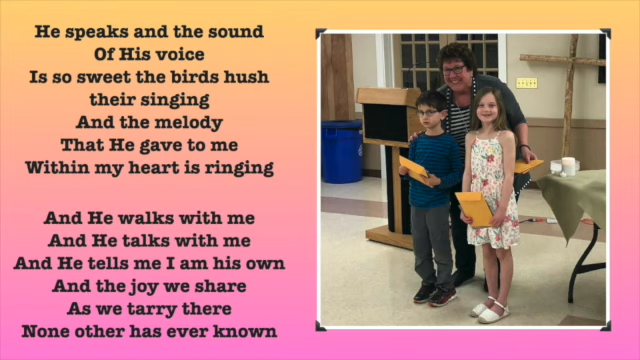 He speaks and the sound
Of His voice
Is so sweet the birds hush
their singing
And the melody
That He gave to me
Within my heart is ringing
And He walks with me
And He talks with me
And He tells me I am his own
And the joy we share
As we tarry there
None other has ever known